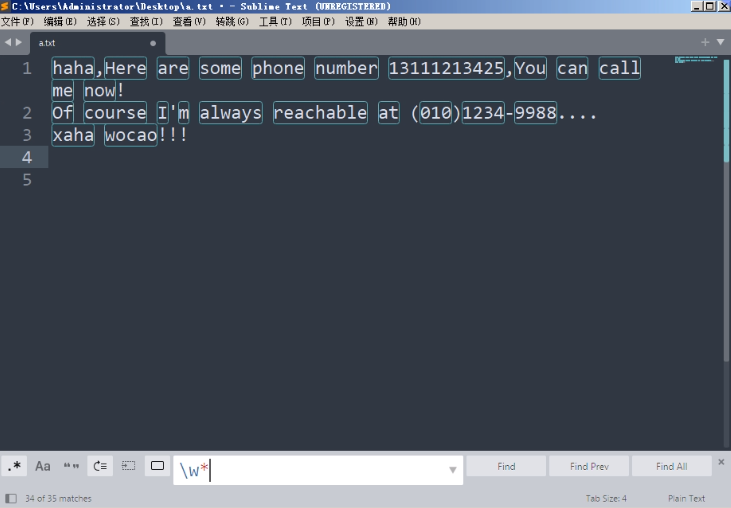 C:\Users\Administrator\Desktop\a.txt • - Sublime Text (UNREGISTERED)
文件(F) 编辑(E) 选择(S) 查找(I) 查看(V) 转跳(G) 工具(T) 项目(P) 设置(N) 帮助(H)
a.txt
1 haha,Here are some phone number 13111213425,You can call
me now!
2 Of course I'm always reachable at (010)1234-9988....
3 xaha wocao!!!
4
5
.* Aa “” \w* Find Find Prev Find All
34 of 35 matches Tab Size: 4 Plain Text